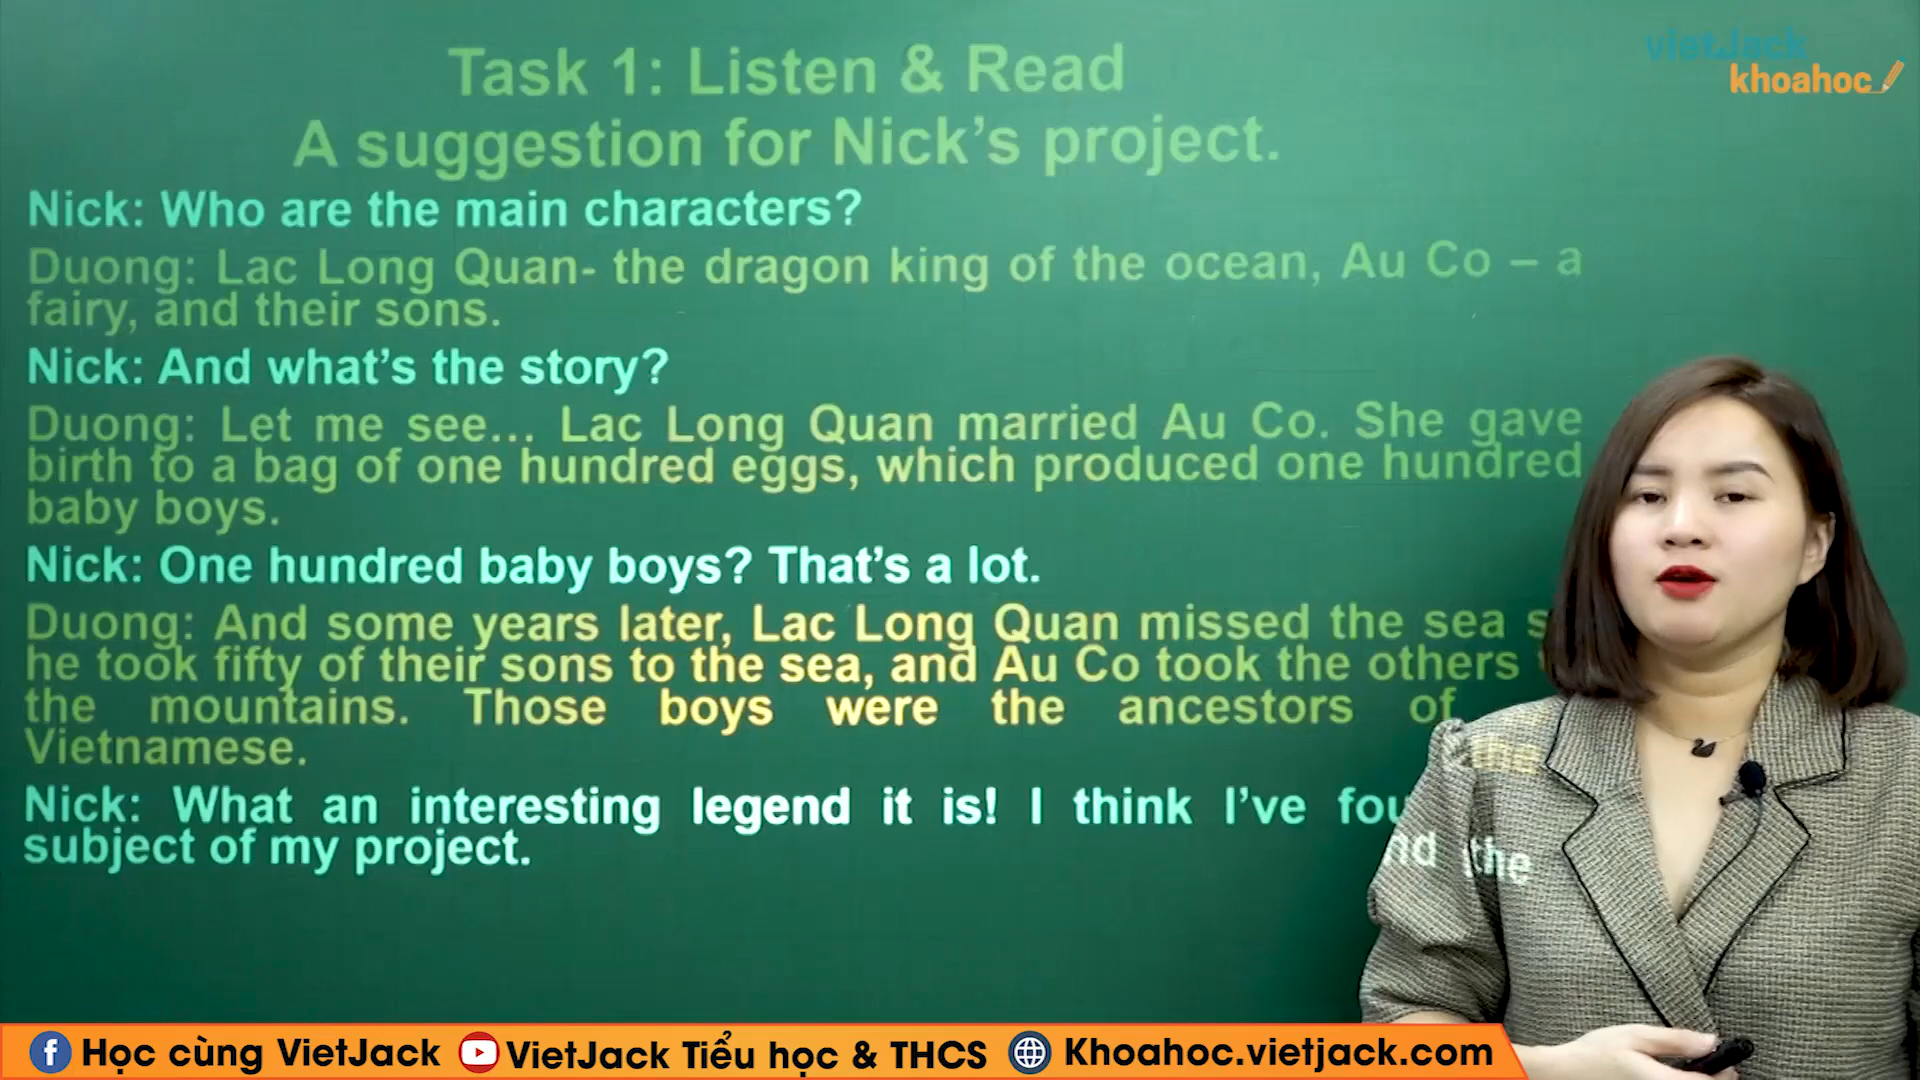 vietJack
khoahoc
Task 1: Listen & Read
A suggestion for Nick's project.
Nick: Who are the main characters?
Duong: Lac Long Quan- the dragon king of the ocean, Au Co – a
fairy, and their sons.
Nick: And what's the story?
Duong: Let me see... Lac Long Quan married Au Co. She gave
birth to a bag of one hundred eggs, which produced one hundred
baby boys.
Nick: One hundred baby boys? That's a lot.
Duong: And some years later, Lac Long Quan missed the sea
he took fifty of their sons to the sea, and Au Co took the others
the mountains. Those boys were the ancestors of the
Vietnamese.
Nick: What an interesting legend it is! I think I've found the
subject of my project.
Học cùng VietJack VietJack Tiểu học & THCS Khoahoc.vietjack.com